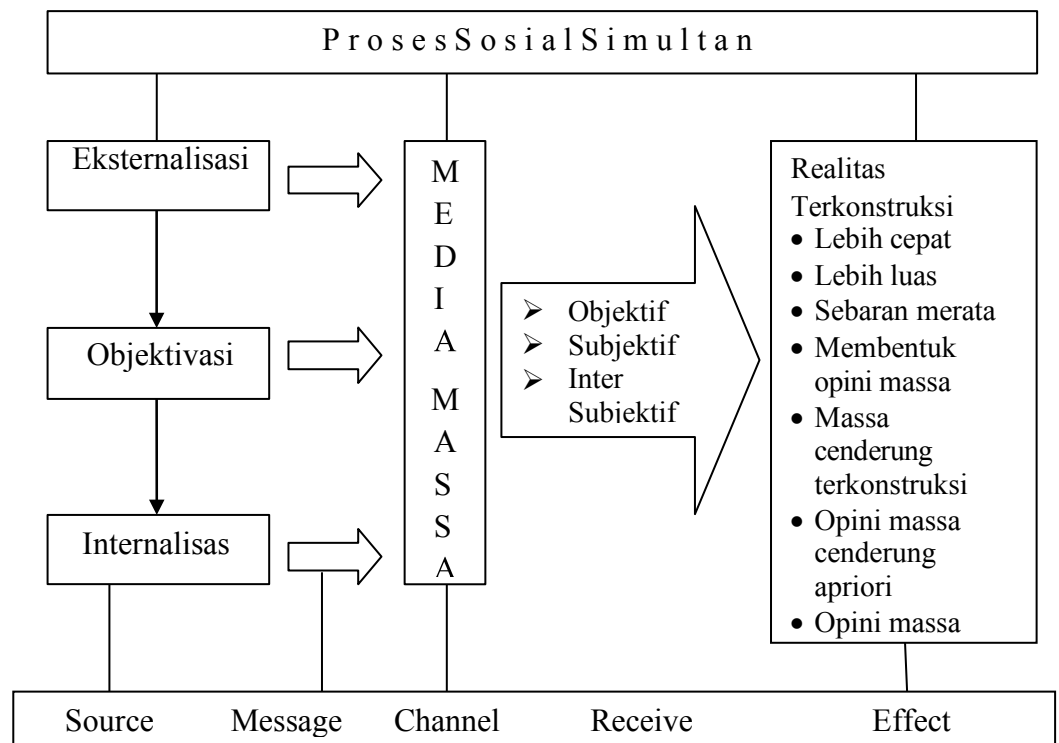 P r o s e s S o s i a l S i m u l t a n
Eksternalisasi
Objektivasi
Internalisas
M
E
D
I
A
M
A
S
S
A
➢ Objektif
➢ Subjektif
➢ Inter
Subjektif
Realitas
Terkonstruksi
• Lebih cepat
• Lebih luas
• Sebaran merata
• Membentuk
opini massa
• Massa
cenderung
terkonstruksi
• Opini massa
cenderung
apriori
• Opini massa
Source Message Channel Receive Effect